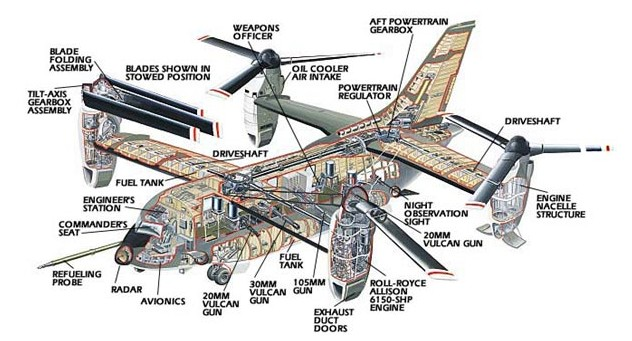 WEAPONS
OFFICER
AFT POWERTRAIN
GEARBOX
BLADE
FOLDING
ASSEMBLY
BLADES SHOWN IN
STOWED POSITION
OIL COOLER
AIR INTAKE
TILT-AXIS
GEARBOX
ASSEMBLY
POWERTRAIN
REGULATOR
DRIVESHAFT
DRIVESHAFT
FUEL TANK
ENGINEER'S
STATION
COMMANDER'S
SEAT
NIGHT
OBSERVATION
SIGHT
ENGINE
NACELLE
STRUCTURE
20MM
VULCAN GUN
REFUELING
PROBE
RADAR
AVIONICS
20MM
VULCAN
GUN
30MM
VULCAN
GUN
FUEL
TANK
105MM
GUN
EXHAUST
DUCT
DOORS
ROLL-ROYCE
ALLISON
6150-SHP
ENGINE